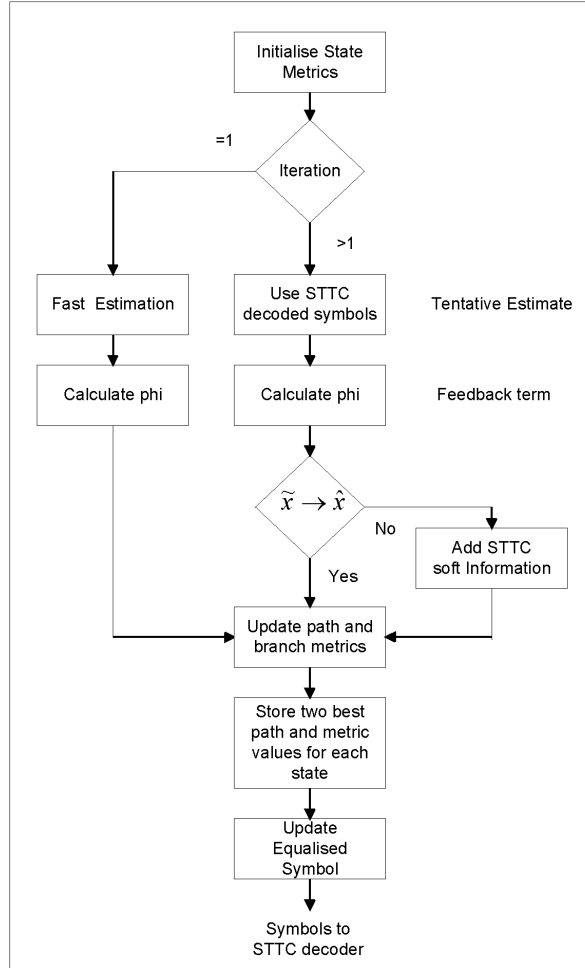 Initialise State
Metrics
=1
Iteration
>1
Fast Estimation
Use STTC
decoded symbols
Tentative Estimate
Calculate phi
Calculate phi
Feedback term
x̃ → x̂
No
Add STTC
soft Information
Yes
Update path and
branch metrics
Store two best
path and metric
values for each
state
Update
Equalised
Symbol
Symbols to
STTC decoder